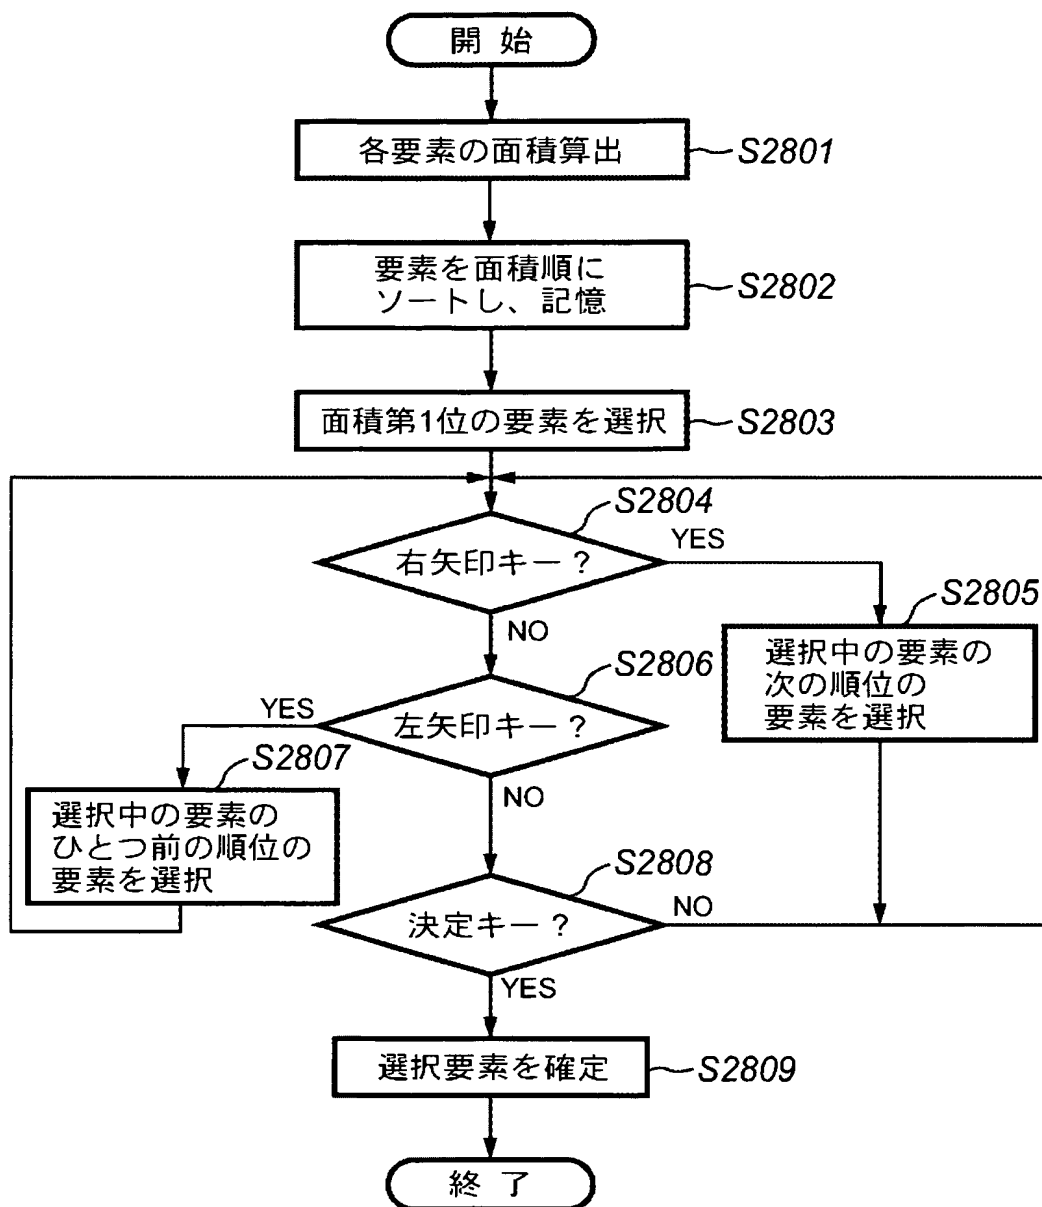 開 始
各要素の面積算出
S2801
要素を面積順に
ソートし、記憶
S2802
面積第1位の要素を選択
S2803
S2804
右矢印キー？
YES
NO
S2805
選択中の要素の
次の順位の
要素を選択
S2806
左矢印キー？
YES
NO
S2807
選択中の要素の
ひとつ前の順位の
要素を選択
S2808
決定キー？
NO
YES
選択要素を確定
S2809
終 了